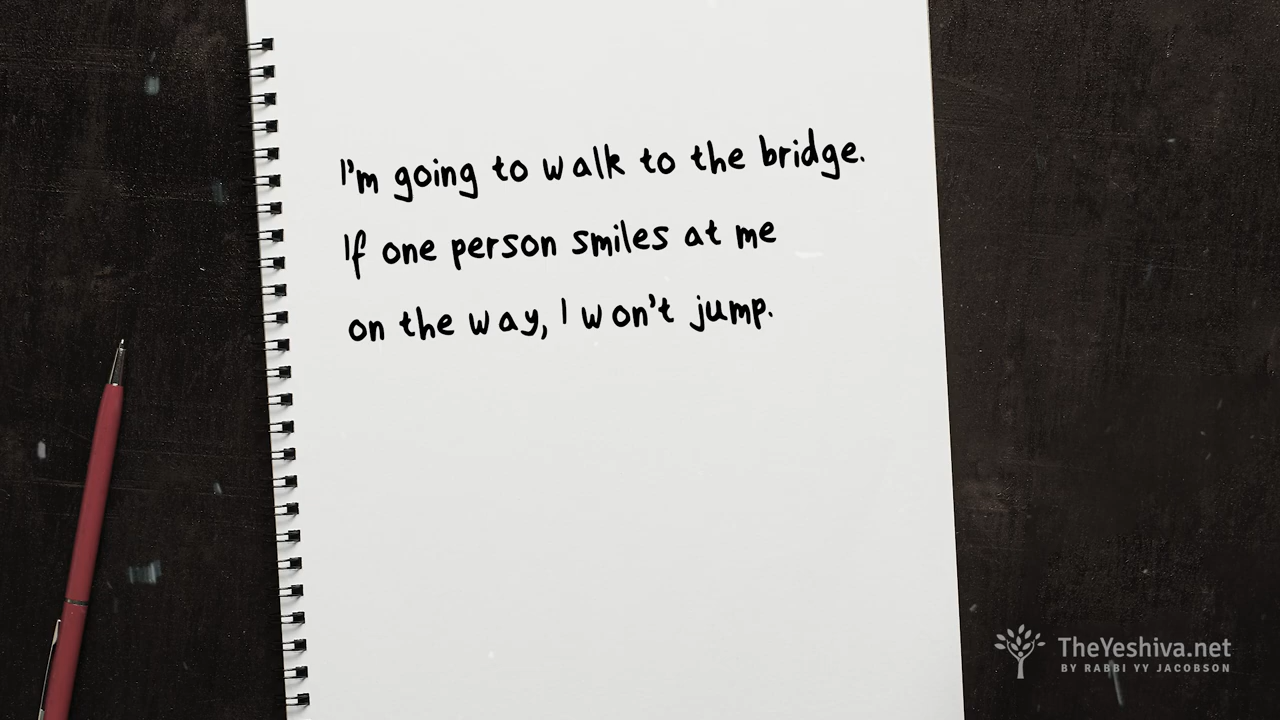 I'm going to walk to the bridge.
If one person smiles at me
on the way, I won't jump.
TheYeshiva.net
BY RABBI YY JACOBSON